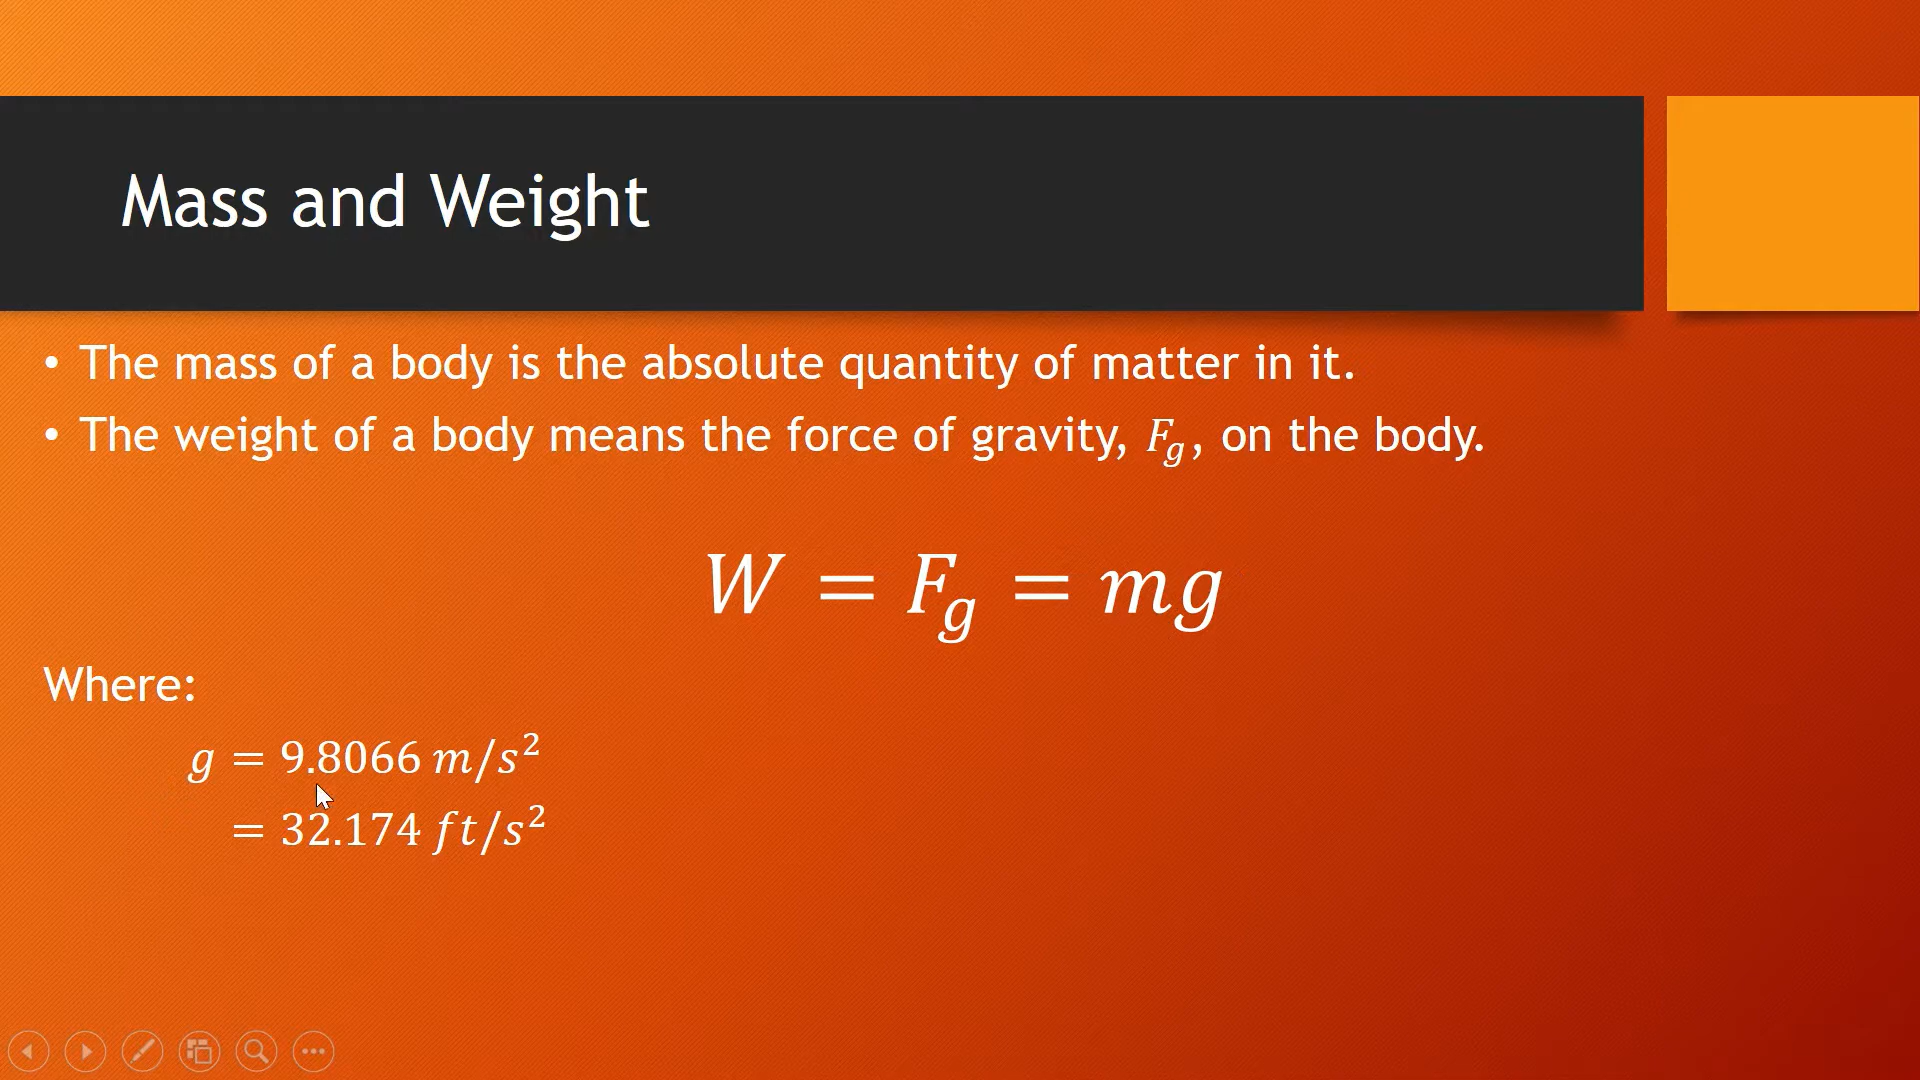 Mass and Weight
• The mass of a body is the absolute quantity of matter in it.
• The weight of a body means the force of gravity, F_g, on the body.
W = F_g = mg
Where:
g = 9.8066 m/s²
= 32.174 ft/s²